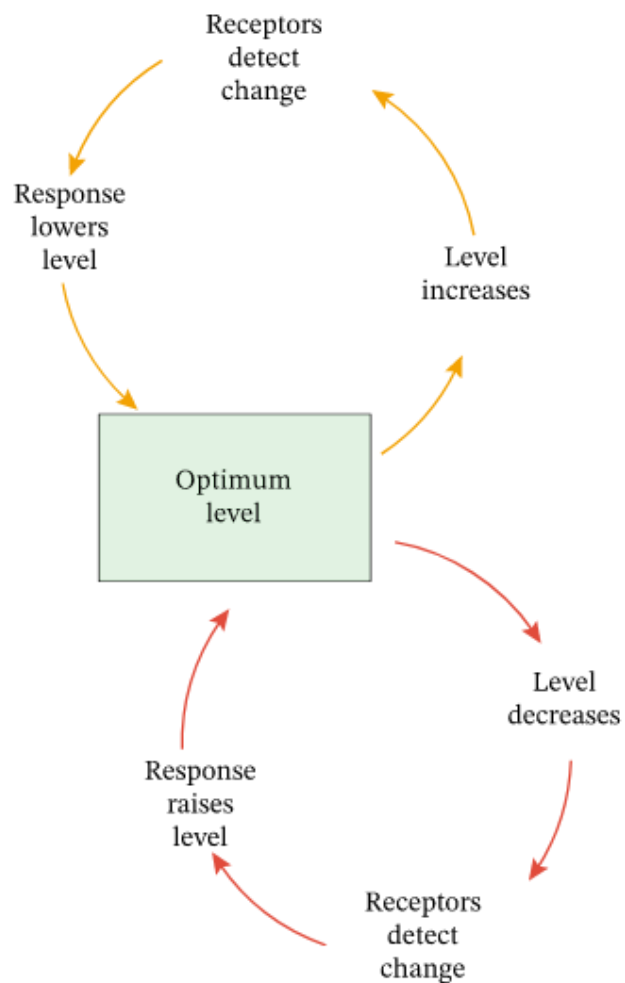 Receptors
detect
change
Response
lowers
level
Level
increases
Optimum
level
Level
decreases
Response
raises
level
Receptors
detect
change